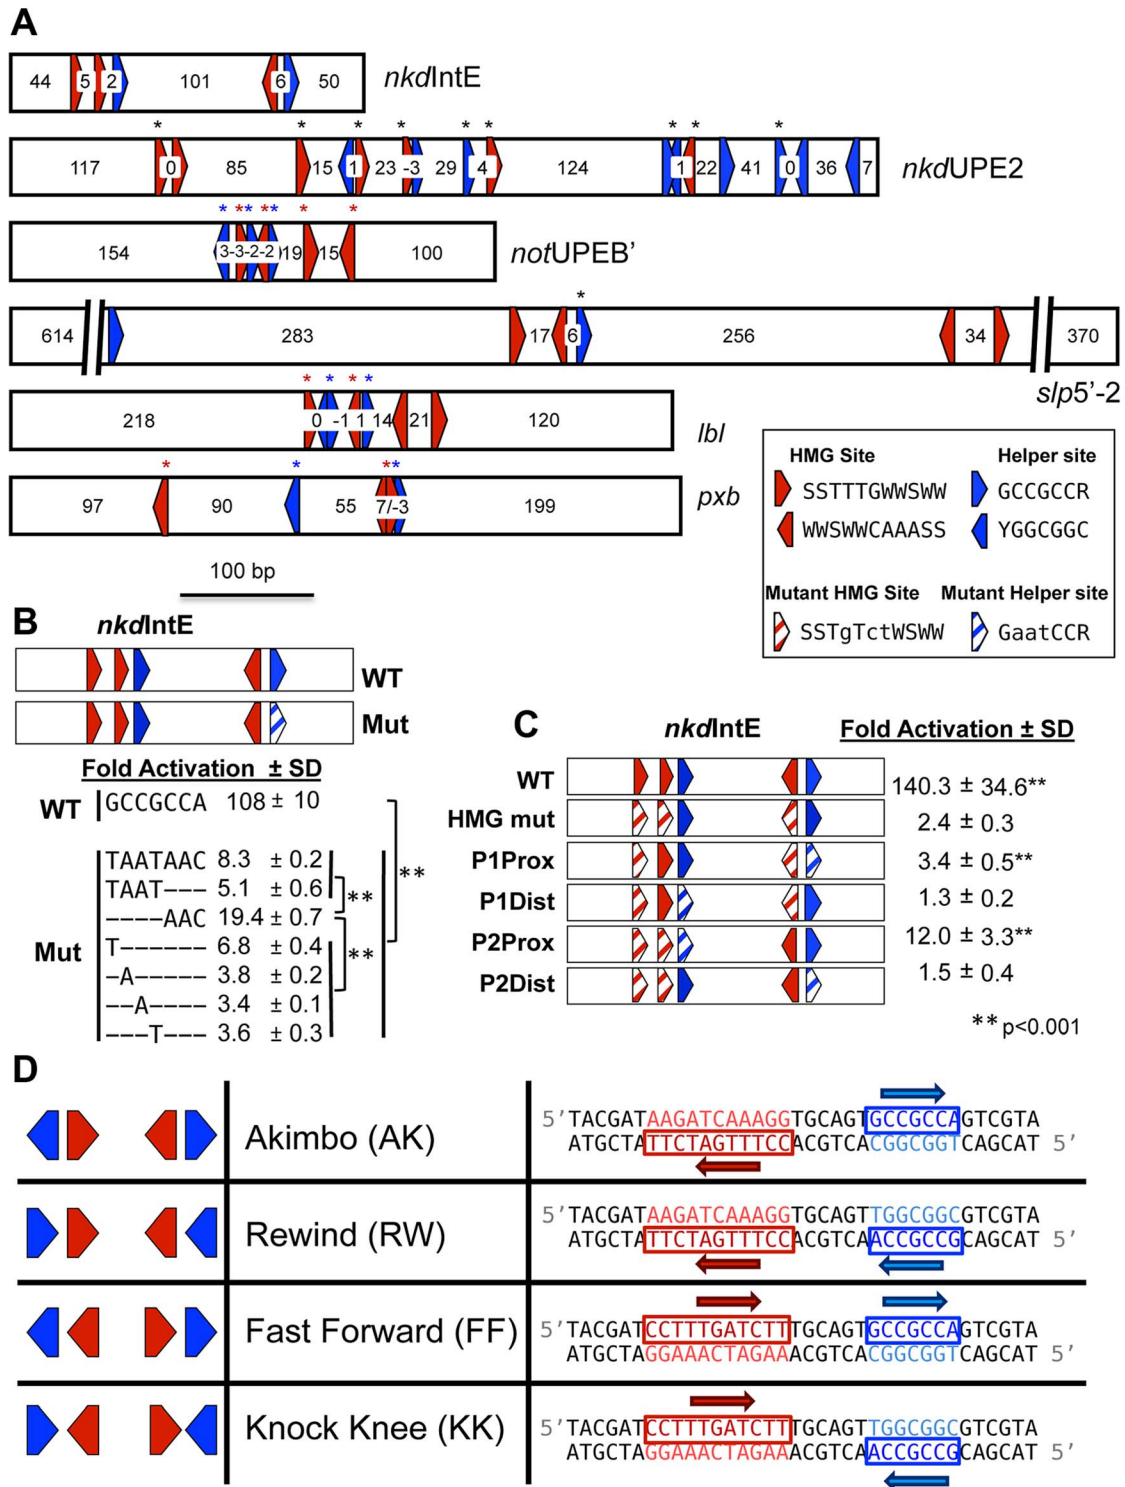 A
44 5 2 101 6 50 nkdIntE
* * * * * * * * *
117 0 85 15 1 23 -3 29 4 124 1 22 41 0 36 7 nkdUPE2
* * * * * * *
154 3-3-2-2 19 15 100 notUPEB’
*
614 283 17 6 256 34 370
slp5’-2
* * * *
218 0 -1 1 14 21 120 lbl
* * * *
97 90 55 7/-3 199 pxb
100 bp
HMG Site Helper site
SSTTTGWWSWW GCCGCCR
WWSWWCAAASS YGGCGGC
Mutant HMG Site Mutant Helper site
SSTgTctWSWW GaatCCR
B
nkdIntE
WT
Mut
Fold Activation ± SD
WT GCCGCCA 108 ± 10
TAATAAC 8.3 ± 0.2
TAAT--- 5.1 ± 0.6
----AAC 19.4 ± 0.7
Mut T------ 6.8 ± 0.4
-A----- 3.8 ± 0.2
--A---- 3.4 ± 0.1
---T--- 3.6 ± 0.3
**
**
**
C
nkdIntE Fold Activation ± SD
WT 140.3 ± 34.6**
HMG mut 2.4 ± 0.3
P1Prox 3.4 ± 0.5**
P1Dist 1.3 ± 0.2
P2Prox 12.0 ± 3.3**
P2Dist 1.5 ± 0.4
**p<0.001
D
Akimbo (AK)
5’TACGATAAGATCAAAGGTGCAGTGCCGCCAGTCGTA
ATGCTATTCTAGTTTCCACGTCACGGCGGTCAGCAT 5’
Rewind (RW)
5’TACGATAAGATCAAAGGTGCAGTTGGCGGCGTCGTA
ATGCTATTCTAGTTTCCACGTCAACCGCCGCAGCAT 5’
Fast Forward (FF)
5’TACGATCCTTTGATCTTTGCAGTGCCGCCAGTCGTA
ATGCTAGGAAACTAGAAACGTCACGGCGGTCAGCAT 5’
Knock Knee (KK)
5’TACGATCCTTTGATCTTTGCAGTTGGCGGCGTCGTA
ATGCTAGGAAACTAGAAACGTCAACCGCCGCAGCAT 5’